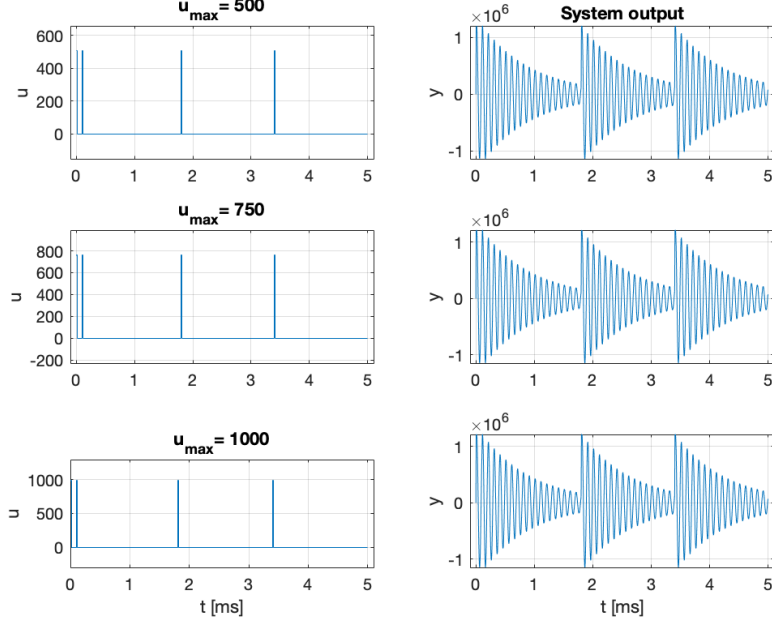 u_max= 500
600
400
200
0
u
0 1 2 3 4 5
System output
×10^6
1
0
-1
y
0 1 2 3 4 5
u_max= 750
800
600
400
200
0
-200
u
0 1 2 3 4 5
×10^6
1
0
-1
y
0 1 2 3 4 5
u_max= 1000
1000
500
0
u
0 1 2 3 4 5
t [ms]
×10^6
1
0
-1
y
0 1 2 3 4 5
t [ms]